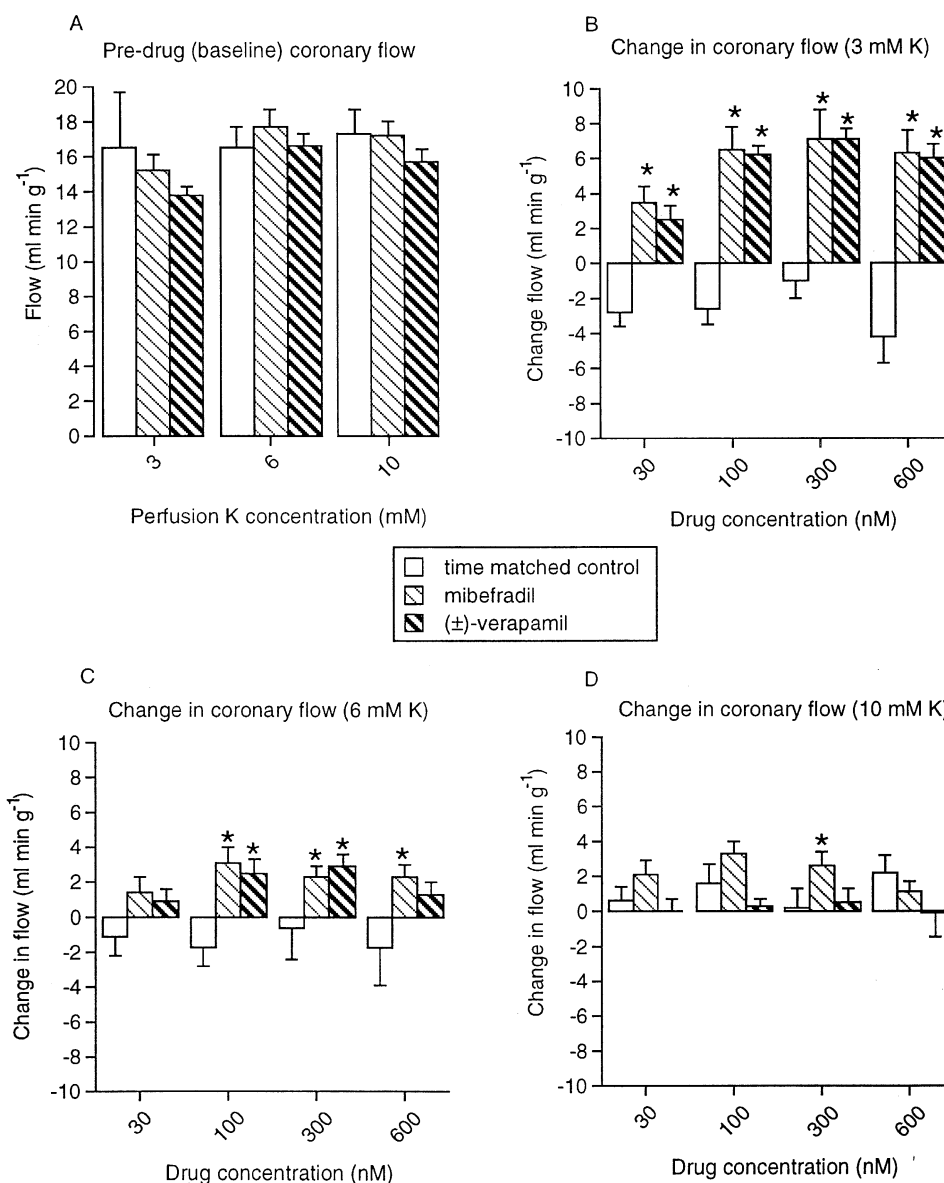 A
Pre-drug (baseline) coronary flow
Flow (ml min g-1)
20
18
16
14
12
10
8
6
4
2
0
3
6
10
Perfusion K concentration (mM)
B
Change in coronary flow (3 mM K)
Change flow (ml min g-1)
10
8
6
4
2
0
-2
-4
-6
-8
-10
* * * * * * * *
30
100
300
600
Drug concentration (nM)
time matched control
mibefradil
(±)-verapamil
C
Change in coronary flow (6 mM K)
Change in flow (ml min g-1)
10
8
6
4
2
0
-2
-4
-6
-8
-10
* * * * *
30
100
300
600
Drug concentration (nM)
D
Change in coronary flow (10 mM K)
Change in flow (ml min g-1)
10
8
6
4
2
0
-2
-4
-6
-8
-10
*
30
100
300
600
Drug concentration (nM)